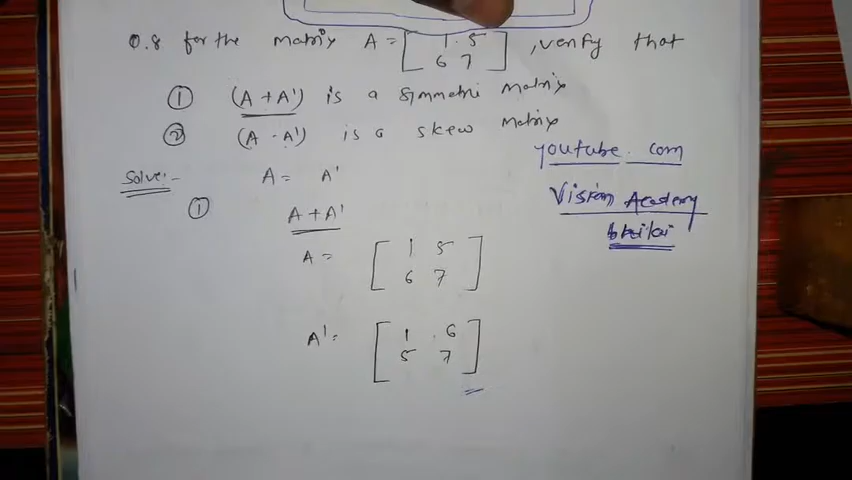 Q.8 for the matrix A = [ 1 5 ] , verify that
6 7
① (A + A') is a symmetric matrix
② (A - A') is a skew matrix
youtube. com
Solve:- A = A'
Vision Academy
① A + A'
A = [ 1 5 ]
6 7
A' = [ 1 6 ]
5 7